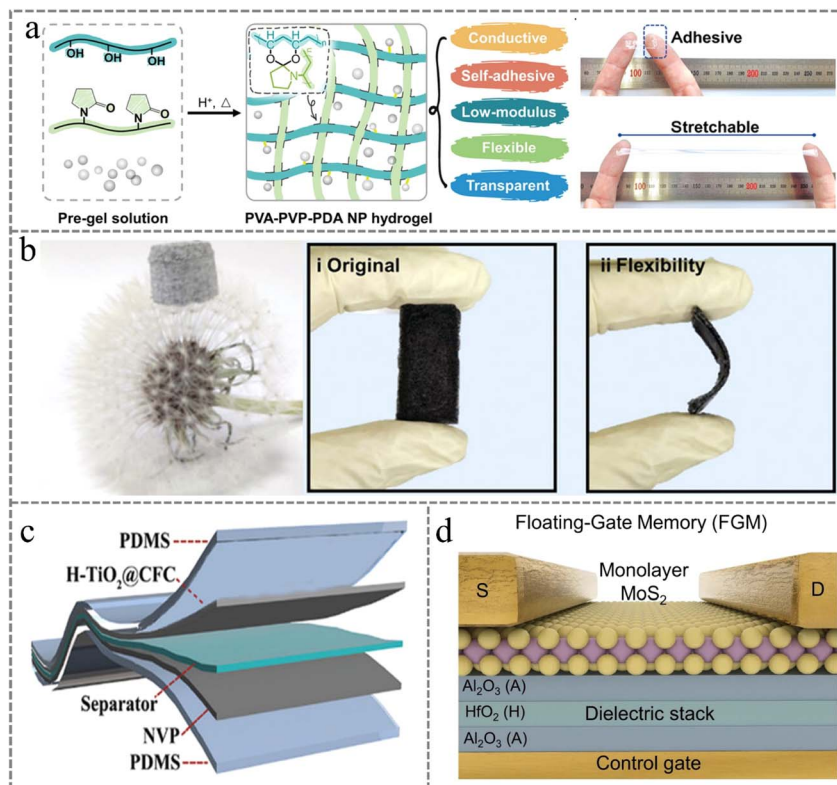 a
OH
OH
OH
N
O
N
O
Pre-gel solution
H⁺, △
O
O
N
PVA-PVP-PDA NP hydrogel
Conductive
Self-adhesive
Low-modulus
Flexible
Transparent
Adhesive
100
200
Stretchable
100
200
b
i Original
ii Flexibility
c
PDMS
H-TiO₂@CFC
Separator
NVP
PDMS
d
Floating-Gate Memory (FGM)
Monolayer
MoS₂
S
D
Al₂O₃ (A)
HfO₂ (H)
Dielectric stack
Al₂O₃ (A)
Control gate